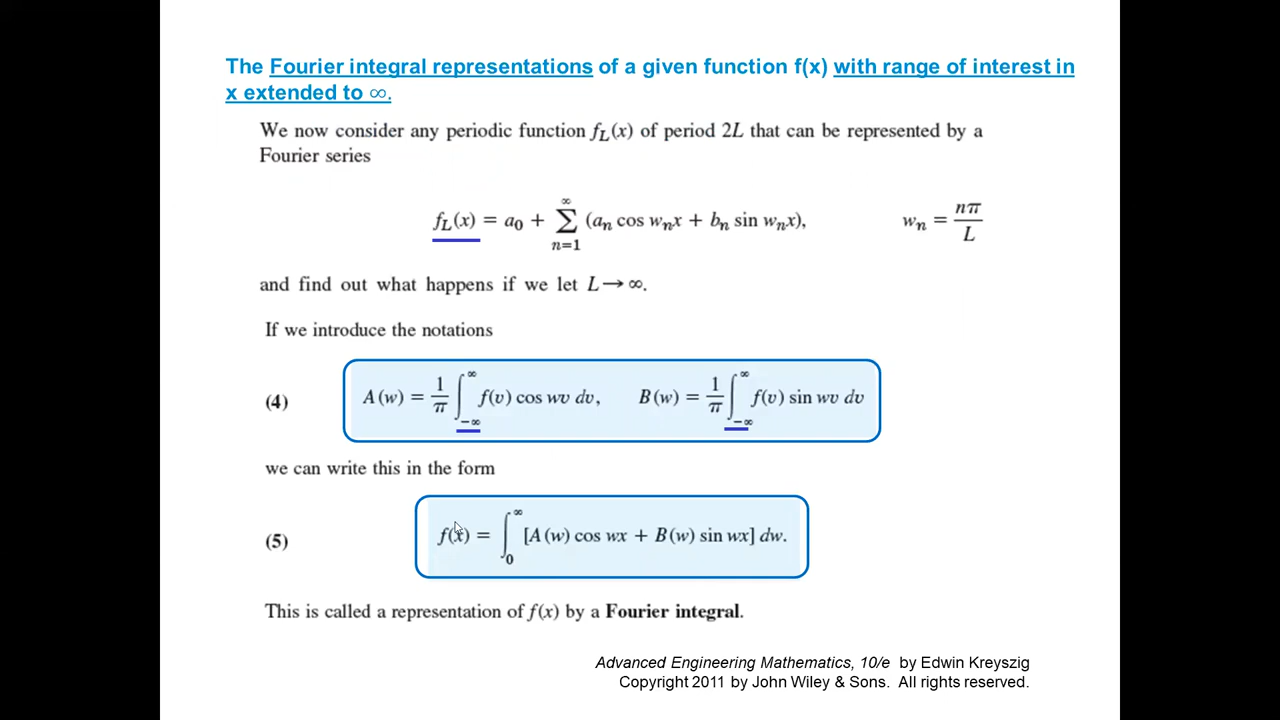 The Fourier integral representations of a given function f(x) with range of interest in
x extended to ∞.
We now consider any periodic function f_L(x) of period 2L that can be represented by a
Fourier series
f_L(x) = a_0 + ∑_{n=1}^{∞} (a_n cos w_n x + b_n sin w_n x), w_n = nπ/L
and find out what happens if we let L→∞.
If we introduce the notations
(4) A(w) = 1/π ∫_{−∞}^{∞} f(v) cos wv dv, B(w) = 1/π ∫_{−∞}^{∞} f(v) sin wv dv
we can write this in the form
(5) f(x) = ∫_0^{∞} [A(w) cos wx + B(w) sin wx] dw.
This is called a representation of f(x) by a Fourier integral.
Advanced Engineering Mathematics, 10/e by Edwin Kreyszig
Copyright 2011 by John Wiley & Sons. All rights reserved.